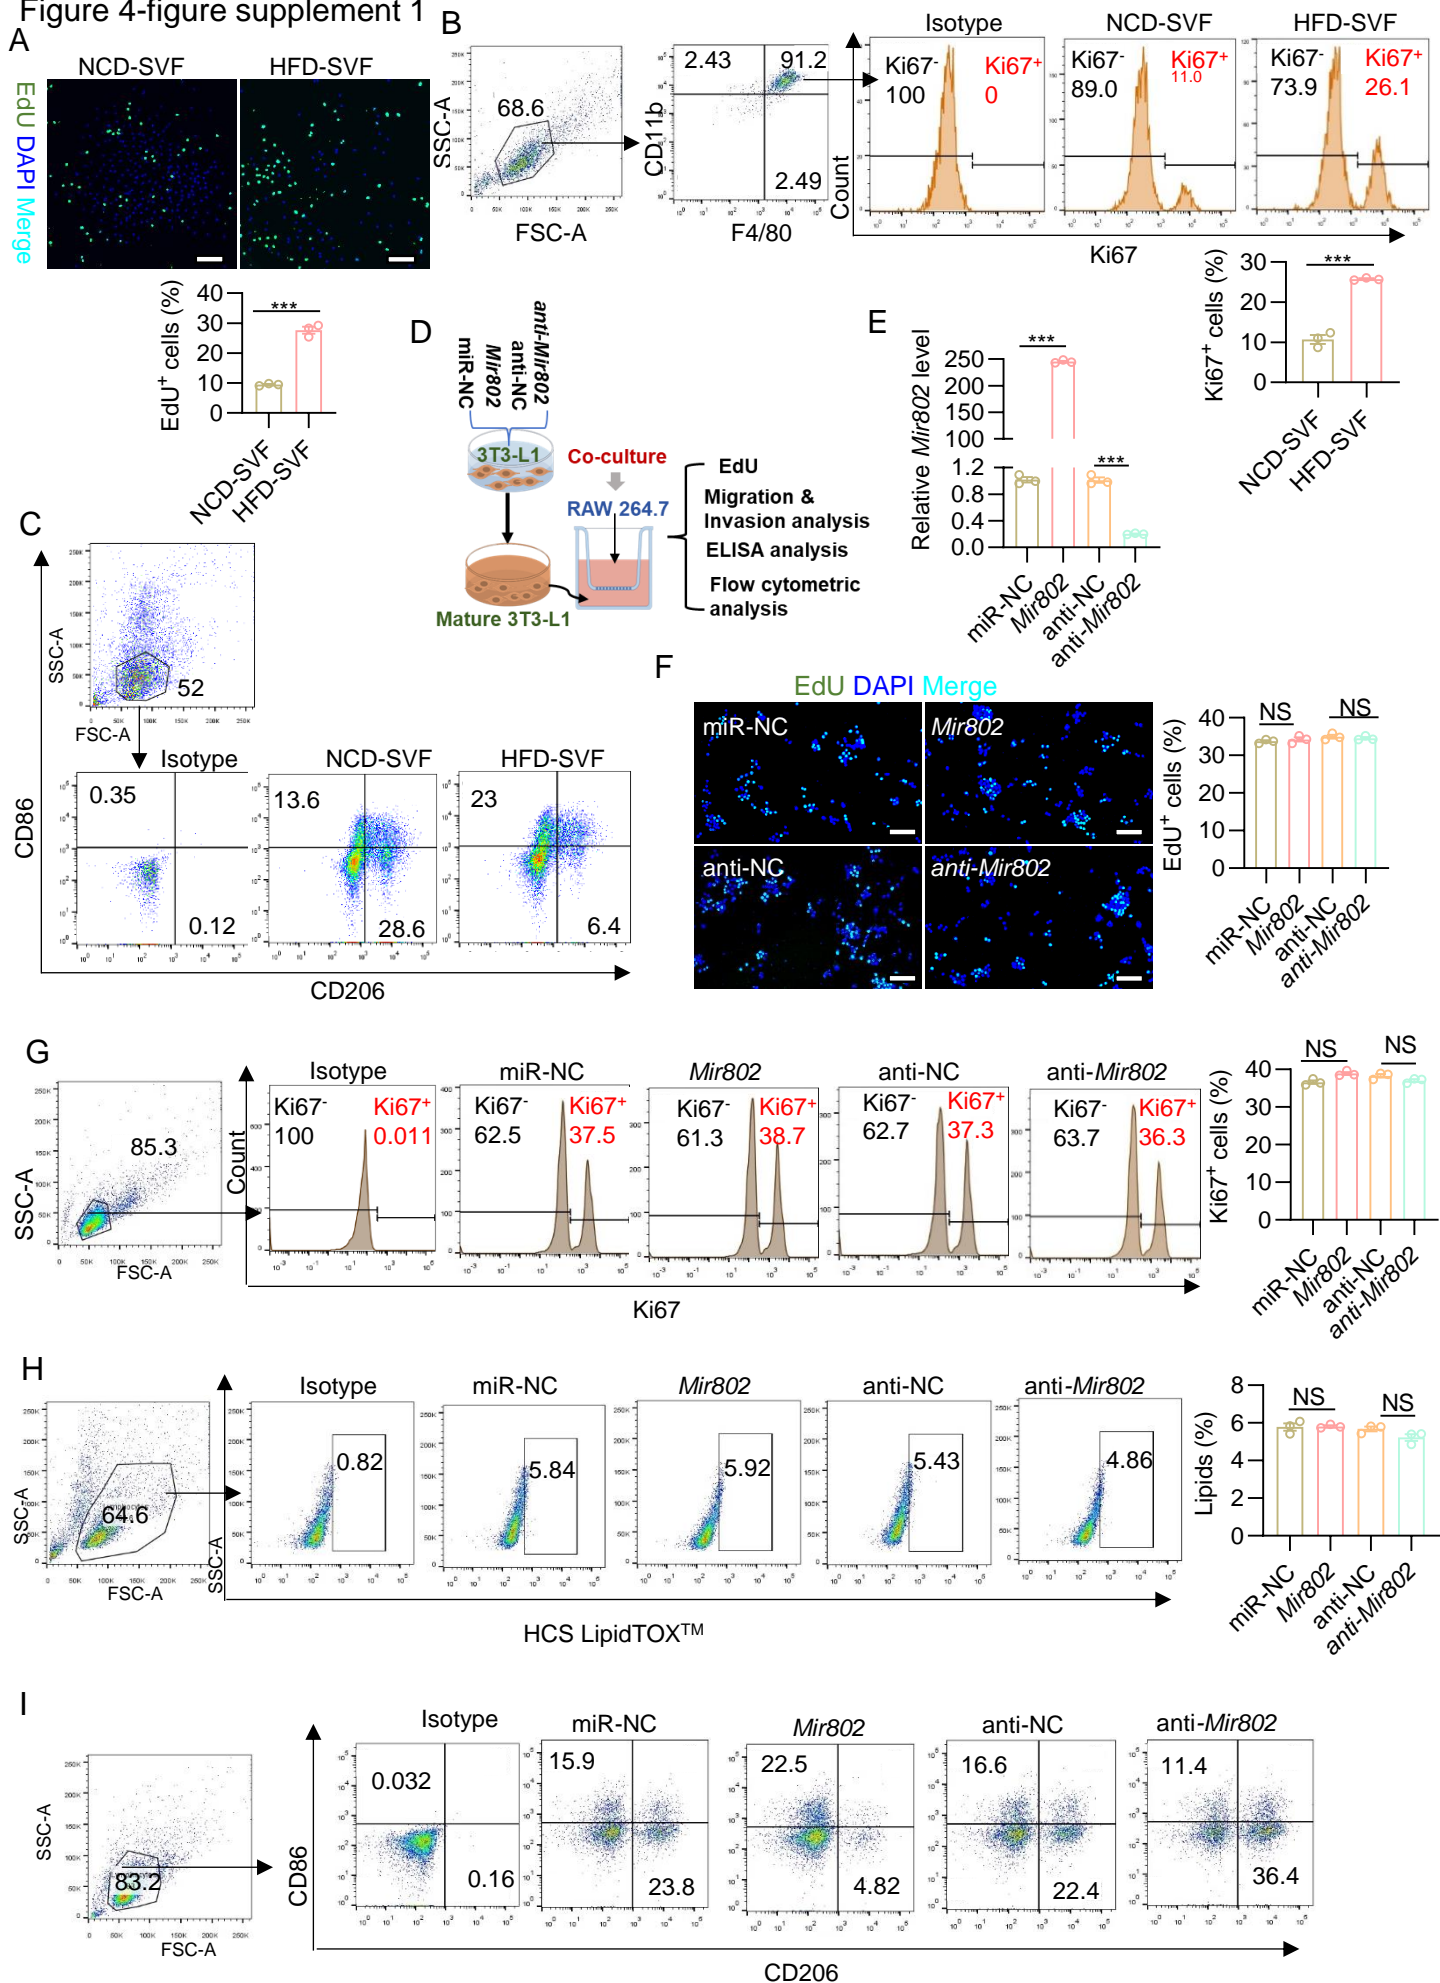 Figure 4-figure supplement 1
A
NCD-SVF
HFD-SVF
EdU DAPI Merge
EdU⁺ cells (%)
40
30
20
10
0
***
NCD-SVF
HFD-SVF
B
SSC-A
68.6
FSC-A
2.43
91.2
2.49
CD11b
F4/80
Count
Isotype
Ki67⁻
100
Ki67⁺
0
NCD-SVF
Ki67⁻
89.0
Ki67⁺
11.0
HFD-SVF
Ki67⁻
73.9
Ki67⁺
26.1
Ki67
Ki67⁺ cells (%)
30
20
10
0
***
NCD-SVF
HFD-SVF
C
SSC-A
52
FSC-A
Isotype
NCD-SVF
HFD-SVF
0.35
0.12
13.6
28.6
23
6.4
CD86
CD206
D
miR-NC
Mir802
anti-NC
anti-Mir802
3T3-L1
Co-culture
RAW 264.7
Mature 3T3-L1
EdU
Migration &
Invasion analysis
ELISA analysis
Flow cytometric
analysis
E
Relative Mir802 level
250
200
150
100
1.2
0.8
0.4
0.0
***
***
miR-NC
Mir802
anti-NC
anti-Mir802
F
EdU DAPI Merge
miR-NC
Mir802
anti-NC
anti-Mir802
EdU⁺ cells (%)
40
30
20
10
0
NS
NS
miR-NC
Mir802
anti-NC
anti-Mir802
G
SSC-A
85.3
FSC-A
Count
Isotype
Ki67⁻
100
Ki67⁺
0.011
miR-NC
Ki67⁻
62.5
Ki67⁺
37.5
Mir802
Ki67⁻
61.3
Ki67⁺
38.7
anti-NC
Ki67⁻
62.7
Ki67⁺
37.3
anti-Mir802
Ki67⁻
63.7
Ki67⁺
36.3
Ki67
Ki67⁺ cells (%)
40
30
20
10
0
NS
NS
miR-NC
Mir802
anti-NC
anti-Mir802
H
SSC-A
64.6
FSC-A
SSC-A
Isotype
0.82
miR-NC
5.84
Mir802
5.92
anti-NC
5.43
anti-Mir802
4.86
HCS LipidTOX™
Lipids (%)
8
6
4
2
0
NS
NS
miR-NC
Mir802
anti-NC
anti-Mir802
I
SSC-A
83.2
FSC-A
CD86
Isotype
0.032
0.16
miR-NC
15.9
23.8
Mir802
22.5
4.82
anti-NC
16.6
22.4
anti-Mir802
11.4
36.4
CD206